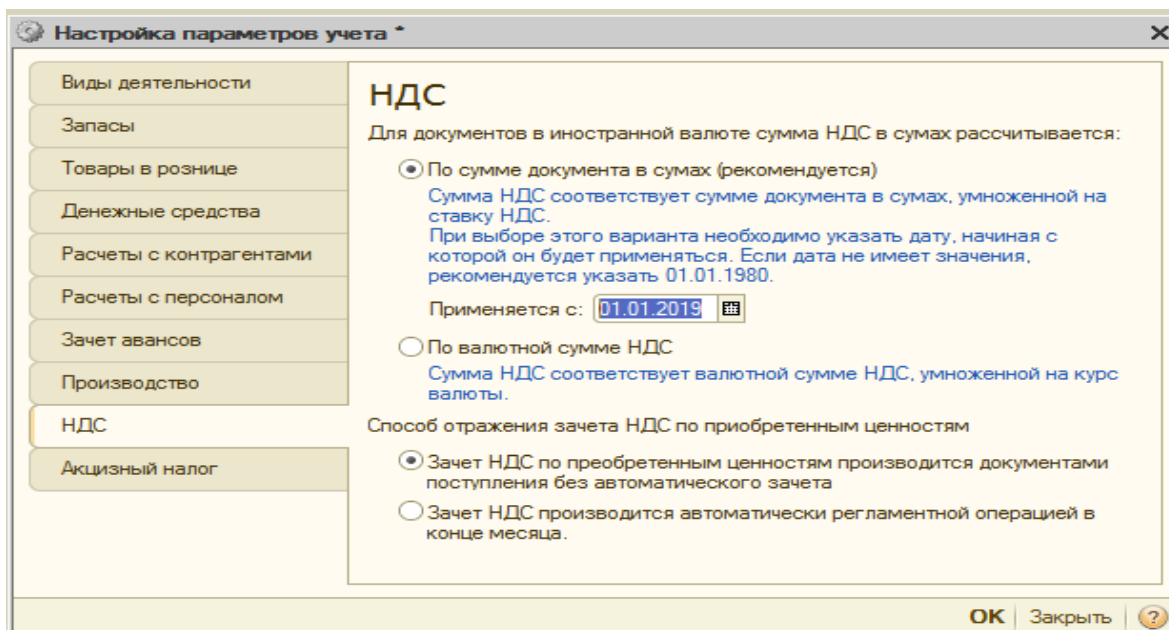 Настройка параметров учета *
Виды деятельности
Запасы
Товары в рознице
Денежные средства
Расчеты с контрагентами
Расчеты с персоналом
Зачет авансов
Производство
НДС
Акцизный налог
НДС
Для документов в иностранной валюте сумма НДС в сумах рассчитывается:
По сумме документа в сумах (рекомендуется)
Сумма НДС соответствует сумме документа в сумах, умноженной на
ставку НДС.
При выборе этого варианта необходимо указать дату, начиная с
которой он будет применяться. Если дата не имеет значения,
рекомендуется указать 01.01.1980.
Применяется с: 01.01.2019
По валютной сумме НДС
Сумма НДС соответствует валютной сумме НДС, умноженной на курс
валюты.
Способ отражения зачета НДС по приобретенным ценностям
Зачет НДС по преобретенным ценностям производится документами
поступления без автоматического зачета
Зачет НДС производится автоматически регламентной операцией в
конце месяца.
OK Закрыть ?